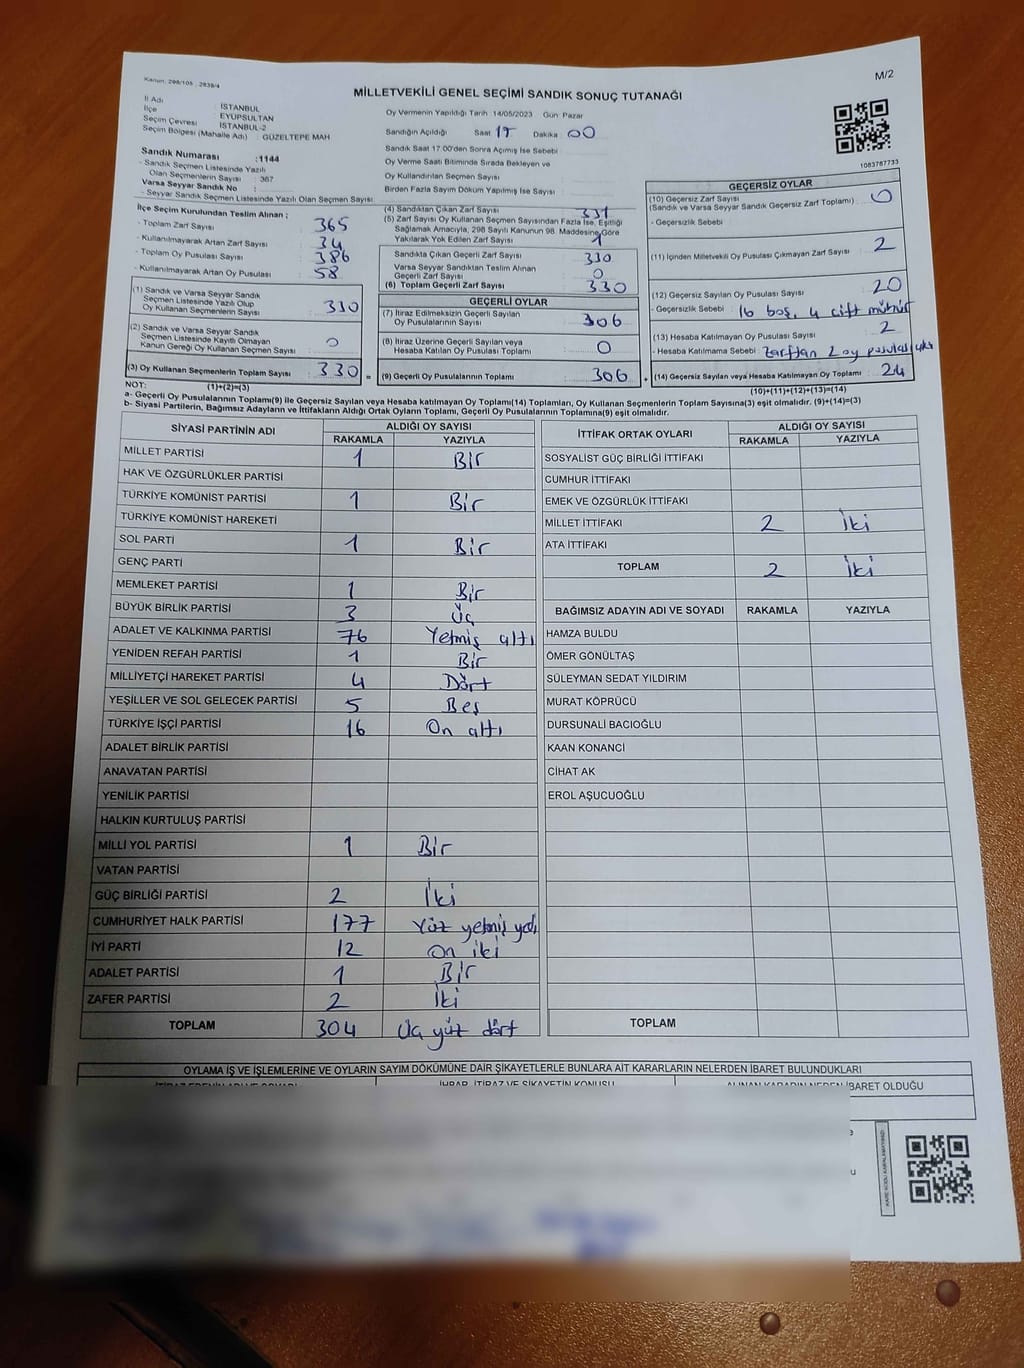 Kanun: 298/105 , 2839/4
M/2
MİLLETVEKİLİ GENEL SEÇİMİ SANDIK SONUÇ TUTANAĞI
İl Adı : İSTANBUL
İlçe : EYÜPSULTAN
Seçim Çevresi : İSTANBUL-2
Seçim Bölgesi (Mahalle Adı) : GÜZELTEPE MAH
Sandık Numarası :1144
- Sandık Seçmen Listesinde Yazılı
Olan Seçmenlerin Sayısı : 367
Varsa Seyyar Sandık No :
- Seyyar Sandık Seçmen Listesinde Yazılı Olan Seçmen Sayısı
Oy Vermenin Yapıldığı Tarih 14/05/2023 Gün Pazar
Sandığın Açıldığı Saat 17 Dakika 00
Sandık Saat 17:00'den Sonra Açımış İse Sebebi
Oy Verme Saati Bitiminde Sırada Bekleyen ve
Oy Kullandırılan Seçmen Sayısı
Birden Fazla Sayım Döküm Yapılmış İse Sayısı
1083787733
İlçe Seçim Kurulundan Teslim Alınan ;
- Toplam Zarf Sayısı : 365
- Kullanılmayarak Artan Zarf Sayısı : 34
- Toplam Oy Pusulası Sayısı : 386
- Kullanılmayarak Artan Oy Pusulası : 58
(1) Sandık ve Varsa Seyyar Sandık
Seçmen Listesinde Yazılı Olup
Oy Kullanan Seçmenlerin Sayısı : 330
(2) Sandık ve Varsa Seyyar Sandık
Seçmen Listesinde Kayıtlı Olmayan
Kanun Gereği Oy Kullanan Seçmen Sayısı : 0
(3) Oy Kullanan Seçmenlerin Toplam Sayısı : 330 =
(4) Sandıktan Çıkan Zarf Sayısı : 331
(5) Zarf Sayısı Oy Kullanan Seçmen Sayısından Fazla İse, Eşitliği
Sağlamak Amacıyla, 298 Sayılı Kanunun 98. Maddesine Göre
Yakılarak Yok Edilen Zarf Sayısı : 1
Sandıkta Çıkan Geçerli Zarf Sayısı : 330
Varsa Seyyar Sandıktan Teslim Alınan
Geçerli Zarf Sayısı : 0
(6) Toplam Geçerli Zarf Sayısı : 330
GEÇERLİ OYLAR
(7) İtiraz Edilmeksizin Geçerli Sayılan
Oy Pusulalarının Sayısı : 306
(8) İtiraz Üzerine Geçerli Sayılan veya
Hesaba Katılan Oy Pusulası Toplamı : 0
(9) Geçerli Oy Pusulalarının Toplamı : 306 +
GEÇERSİZ OYLAR
(10) Geçersiz Zarf Sayısı
(Sandık ve Varsa Seyyar Sandık Geçersiz Zarf Toplamı) : 0
- Geçersizlik Sebebi :
(11) İçinden Milletvekili Oy Pusulası Çıkmayan Zarf Sayısı : 2
(12) Geçersiz Sayılan Oy Pusulası Sayısı : 20
- Geçersizlik Sebebi : 16 boş, 4 çift mühür
(13) Hesaba Katılmayan Oy Pusulası Sayısı : 2
- Hesaba Katılmama Sebebi : Zarftan 2 oy pusulası
(14) Geçersiz Sayılan veya Hesaba Katılmayan Oy Toplamı : 24
NOT: (1)+(2)=(3) (10)+(11)+(12)+(13)=(14)
a- Geçerli Oy Pusulalarının Toplamı(9) ile Geçersiz Sayılan veya Hesaba katılmayan Oy Toplamı(14) Toplamları, Oy Kullanan Seçmenlerin Toplam Sayısına(3) eşit olmalıdır. (9)+(14)=(3)
b- Siyasi Partilerin, Bağımsız Adayların ve İttifakların Aldığı Ortak Oyların Toplamı, Geçerli Oy Pusulalarının Toplamına(9) eşit olmalıdır.
SİYASİ PARTİNİN ADI ALDIĞI OY SAYISI
RAKAMLA YAZIYLA
MİLLET PARTİSİ 1 Bir
HAK VE ÖZGÜRLÜKLER PARTİSİ
TÜRKİYE KOMÜNİST PARTİSİ 1 Bir
TÜRKİYE KOMÜNİST HAREKETİ
SOL PARTİ 1 Bir
GENÇ PARTİ
MEMLEKET PARTİSİ 1 Bir
BÜYÜK BİRLİK PARTİSİ 3 Üç
ADALET VE KALKINMA PARTİSİ 76 Yetmiş altı
YENİDEN REFAH PARTİSİ 1 Bir
MİLLİYETÇİ HAREKET PARTİSİ 4 Dört
YEŞİLLER VE SOL GELECEK PARTİSİ 5 Beş
TÜRKİYE İŞÇİ PARTİSİ 16 On altı
ADALET BİRLİK PARTİSİ
ANAVATAN PARTİSİ
YENİLİK PARTİSİ
HALKIN KURTULUŞ PARTİSİ
MİLLİ YOL PARTİSİ 1 Bir
VATAN PARTİSİ
GÜÇ BİRLİĞİ PARTİSİ 2 İki
CUMHURİYET HALK PARTİSİ 177 Yüz yetmiş yedi
İYİ PARTİ 12 On iki
ADALET PARTİSİ 1 Bir
ZAFER PARTİSİ 2 İki
TOPLAM 304 Üç yüz dört
İTTİFAK ORTAK OYLARI ALDIĞI OY SAYISI
RAKAMLA YAZIYLA
SOSYALİST GÜÇ BİRLİĞİ İTTİFAKI
CUMHUR İTTİFAKI
EMEK VE ÖZGÜRLÜK İTTİFAKI
MİLLET İTTİFAKI 2 İki
ATA İTTİFAKI
TOPLAM 2 İki
BAĞIMSIZ ADAYIN ADI VE SOYADI RAKAMLA YAZIYLA
HAMZA BULDU
ÖMER GÖNÜLTAŞ
SÜLEYMAN SEDAT YILDIRIM
MURAT KÖPRÜCÜ
DURSUNALİ BACIOĞLU
KAAN KONANCİ
CİHAT AK
EROL AŞUCUOĞLU
TOPLAM
OYLAMA İŞ VE İŞLEMLERİNE VE OYLARIN SAYIM DÖKÜMÜNE DAİR ŞİKAYETLERLE BUNLARA AİT KARARLARIN NELERDEN İBARET BULUNDUKLARI
İTİRAZ EDENİN ADI VE SOYADI İHBAR, İTİRAZ VE ŞİKAYETİN KONUSU ALINAN KARARIN NEDEN İBARET OLDUĞU